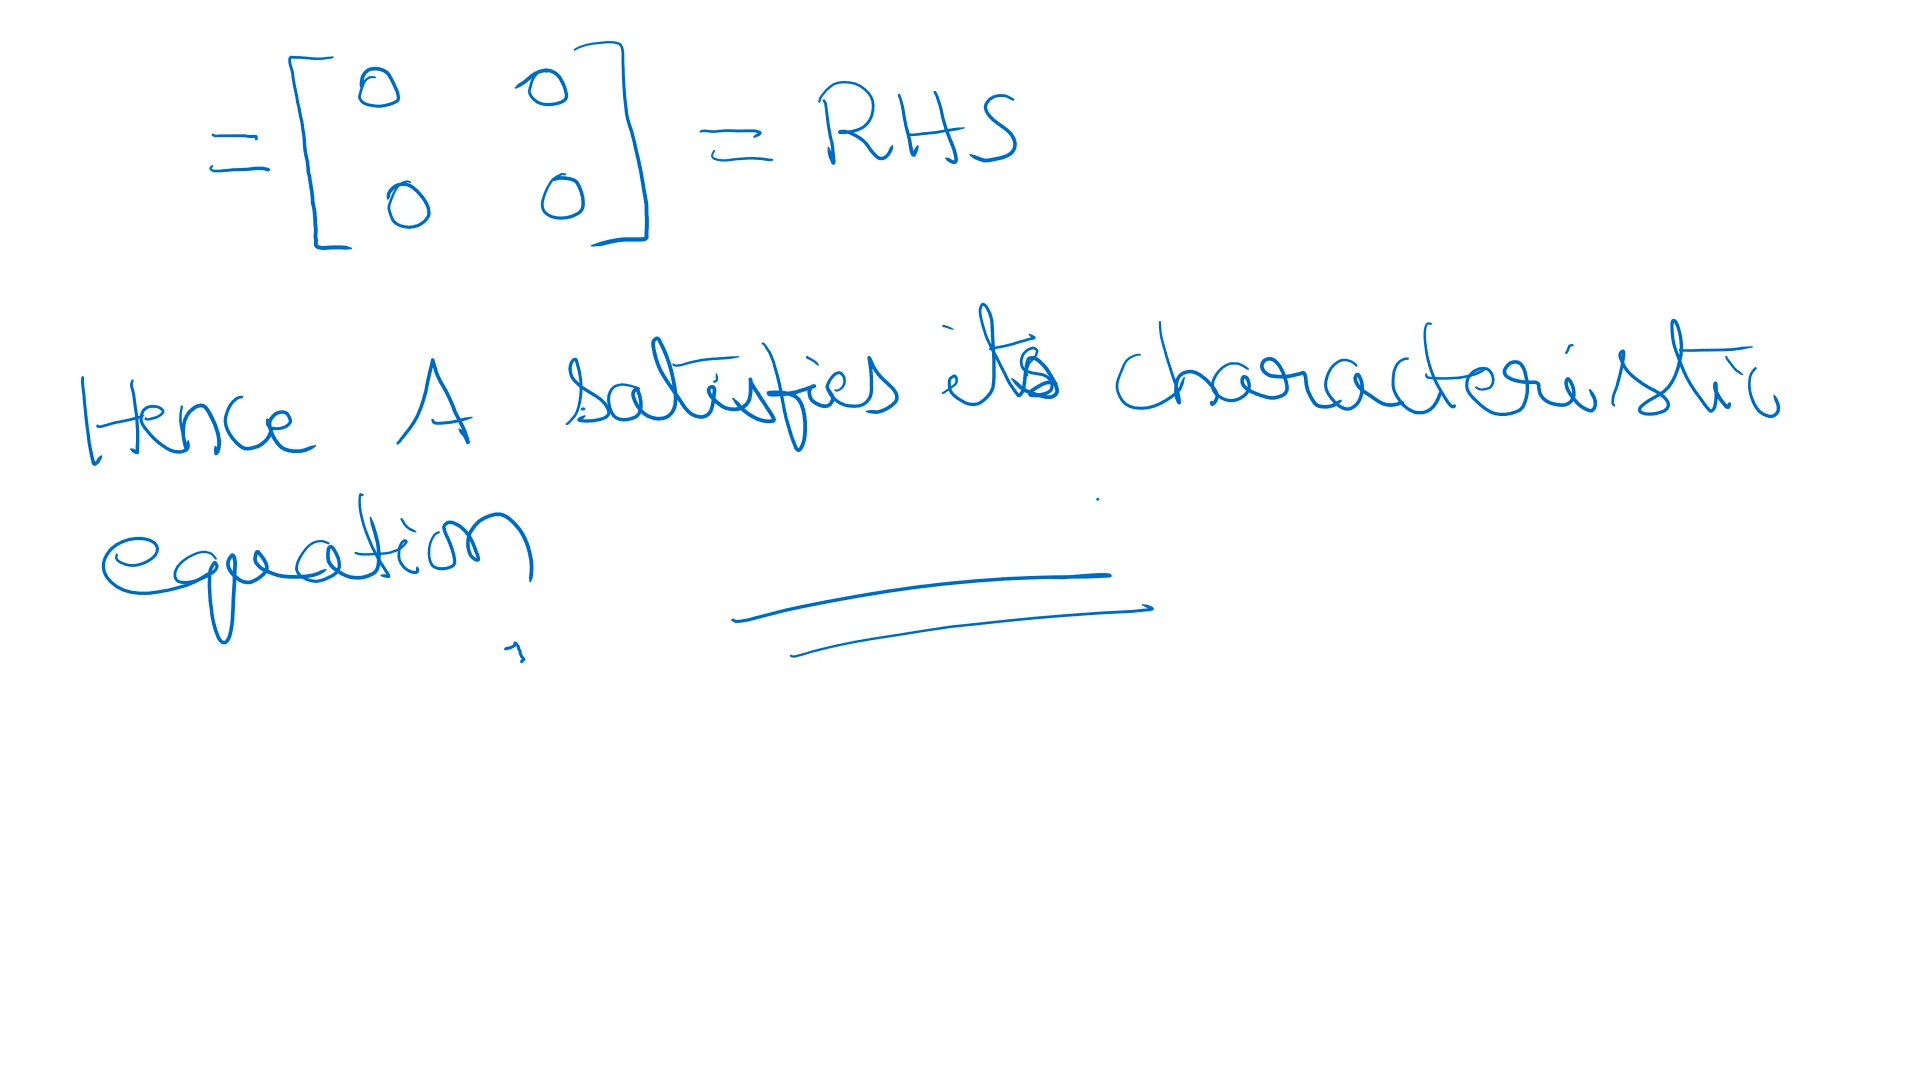 = [ 0 0
0 0 ] = RHS
Hence A satisfies its characteristic
equation,